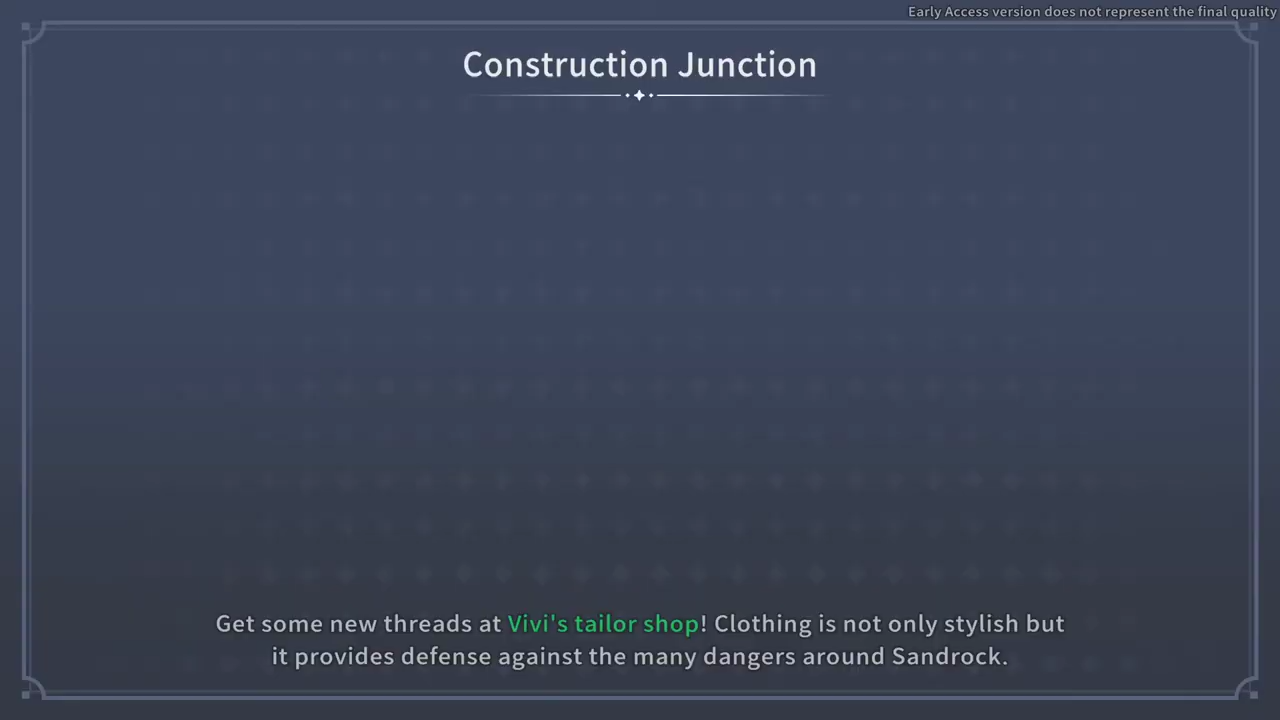 Early Access version does not represent the final quality
Construction Junction
Get some new threads at Vivi's tailor shop! Clothing is not only stylish but
it provides defense against the many dangers around Sandrock.